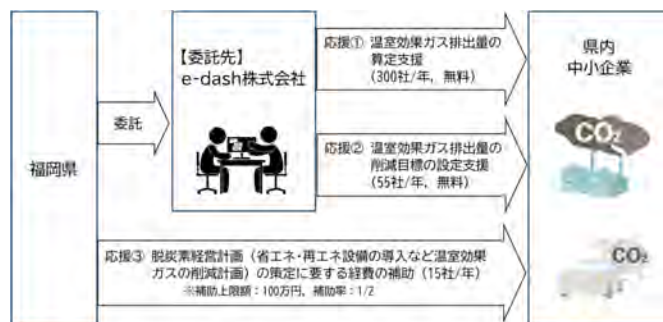 福岡県
委託
【委託先】
e-dash株式会社
応援① 温室効果ガス排出量の
算定支援
(300社/年, 無料)
応援② 温室効果ガス排出量の
削減目標の設定支援
(55社/年, 無料)
応援③ 脱炭素経営計画（省エネ・再エネ設備の導入など温室効果
ガスの削減計画）の策定に要する経費の補助（15社/年）
※補助上限額：100万円, 補助率：1/2
県内
中小企業
CO₂
CO₂